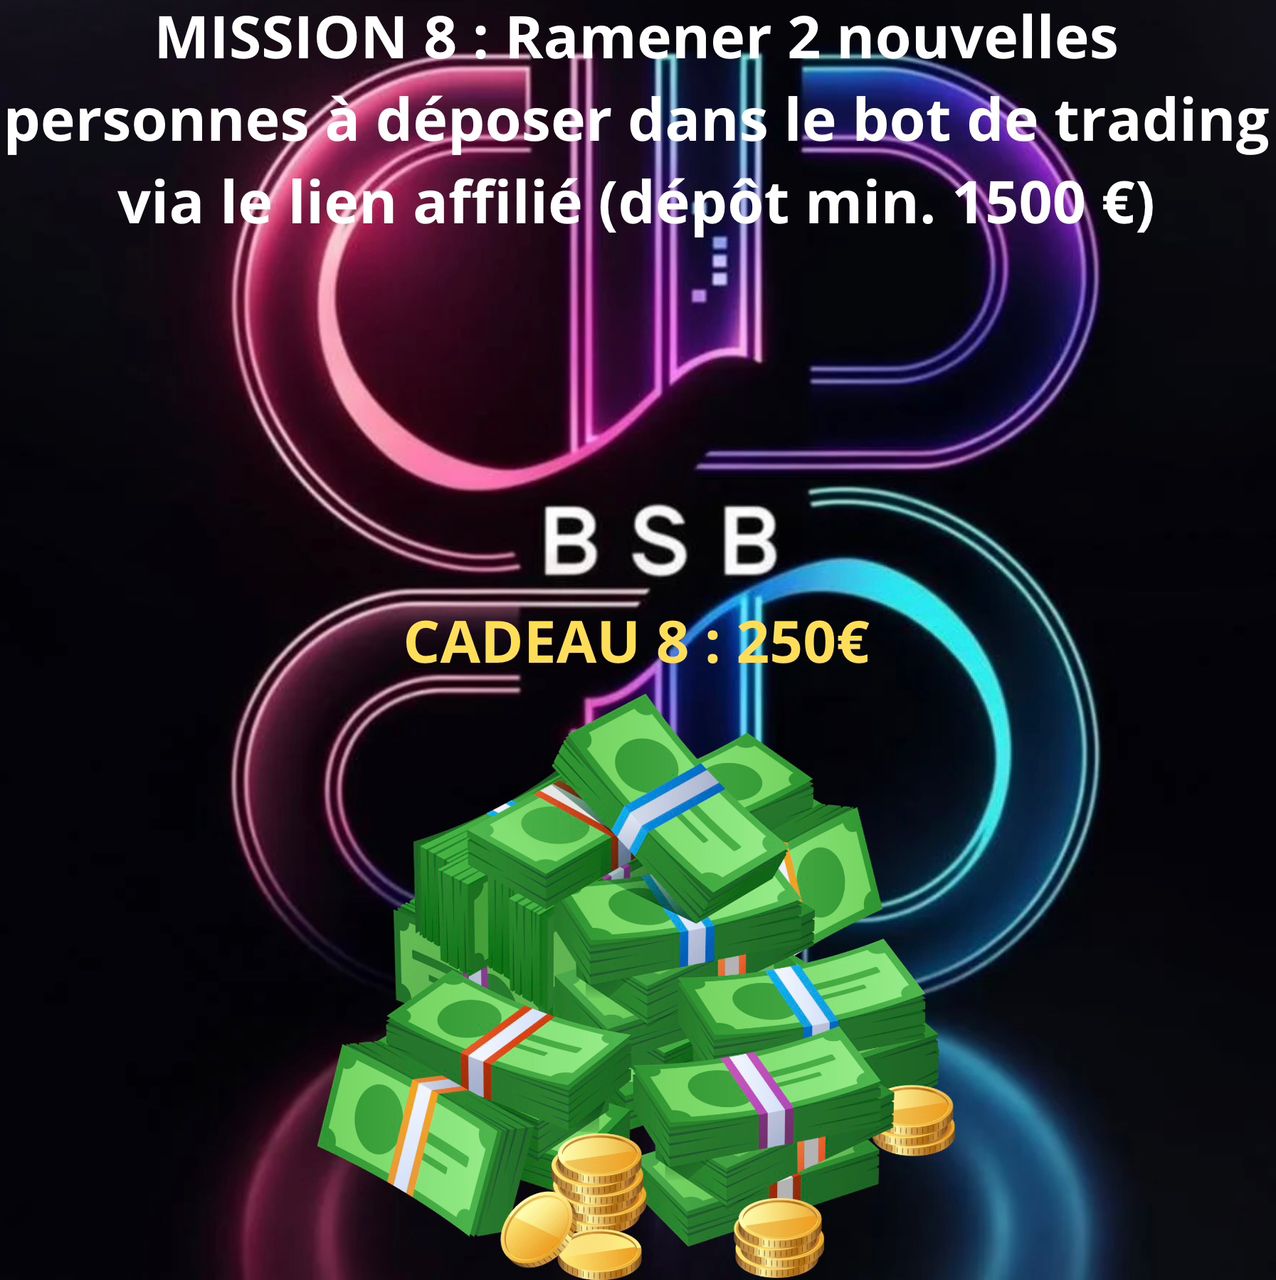 MISSION 8 : Ramener 2 nouvelles
personnes à déposer dans le bot de trading
via le lien affilié (dépôt min. 1500 €)
BSB
CADEAU 8 : 250€